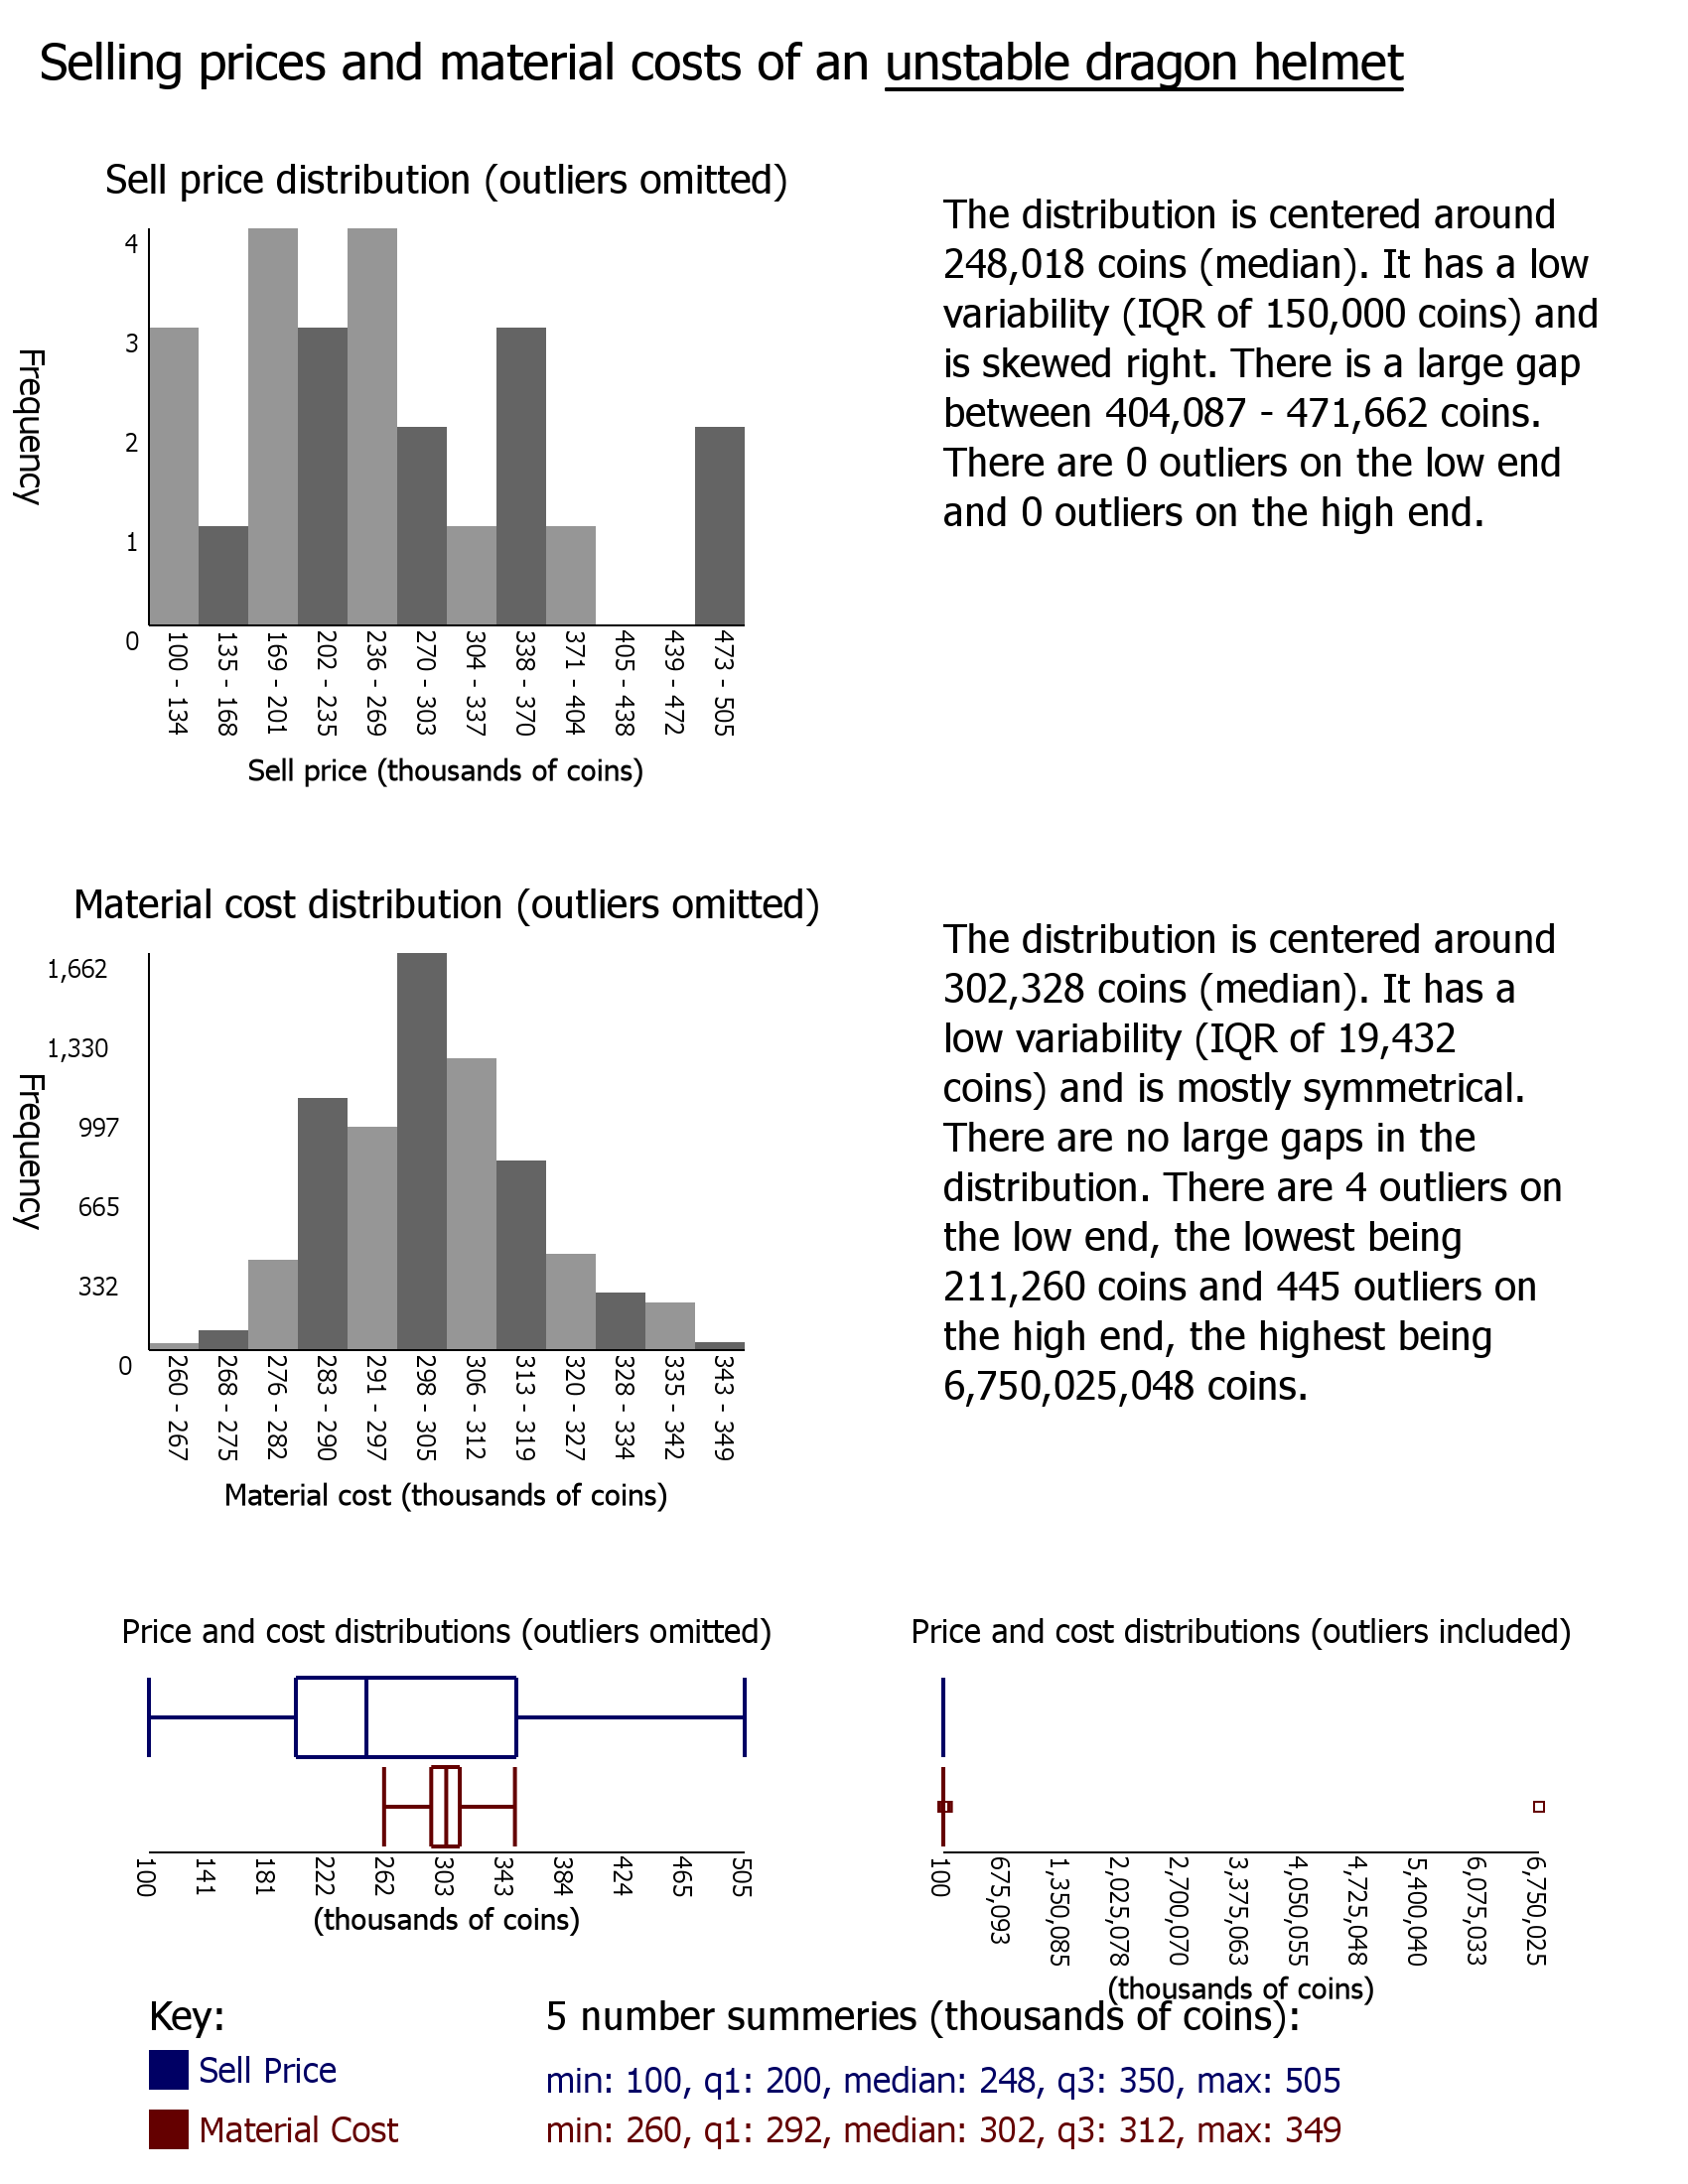 Selling prices and material costs of an unstable dragon helmet
Sell price distribution (outliers omitted)
4
3
2
1
0
Frequency
100 - 134
135 - 168
169 - 201
202 - 235
236 - 269
270 - 303
304 - 337
338 - 370
371 - 404
405 - 438
439 - 472
473 - 505
Sell price (thousands of coins)
The distribution is centered around
248,018 coins (median). It has a low
variability (IQR of 150,000 coins) and
is skewed right. There is a large gap
between 404,087 - 471,662 coins.
There are 0 outliers on the low end
and 0 outliers on the high end.
Material cost distribution (outliers omitted)
1,662
1,330
997
665
332
0
Frequency
260 - 267
268 - 275
276 - 282
283 - 290
291 - 297
298 - 305
306 - 312
313 - 319
320 - 327
328 - 334
335 - 342
343 - 349
Material cost (thousands of coins)
The distribution is centered around
302,328 coins (median). It has a
low variability (IQR of 19,432
coins) and is mostly symmetrical.
There are no large gaps in the
distribution. There are 4 outliers on
the low end, the lowest being
211,260 coins and 445 outliers on
the high end, the highest being
6,750,025,048 coins.
Price and cost distributions (outliers omitted)
100
141
181
222
262
303
343
384
424
465
505
(thousands of coins)
Price and cost distributions (outliers included)
100
675,093
1,350,085
2,025,078
2,700,070
3,375,063
4,050,055
4,725,048
5,400,040
6,075,033
6,750,025
(thousands of coins)
Key:
Sell Price
Material Cost
5 number summeries (thousands of coins):
min: 100, q1: 200, median: 248, q3: 350, max: 505
min: 260, q1: 292, median: 302, q3: 312, max: 349